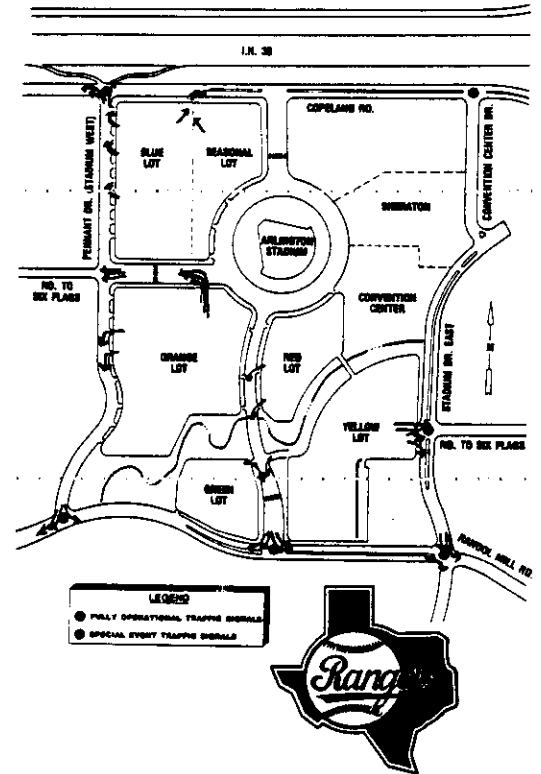 I.H. 30
COPELAND RD.
BLUE
LOT
SEASONAL
LOT
PENNANT DR. (STADIUM WEST)
CONVENTION CENTER DR.
SHERATON
ARLINGTON
STADIUM
RD. TO
SIX FLAGS
CONVENTION
CENTER
ORANGE
LOT
RED
LOT
STADIUM DR. EAST
N
YELLOW
LOT
RD. TO SIX FLAGS
GREEN
LOT
RANDOL MILL RD.
LEGEND
FULLY OPERATIONAL TRAFFIC SIGNALS
SPECIAL EVENT TRAFFIC SIGNALS
Rangers